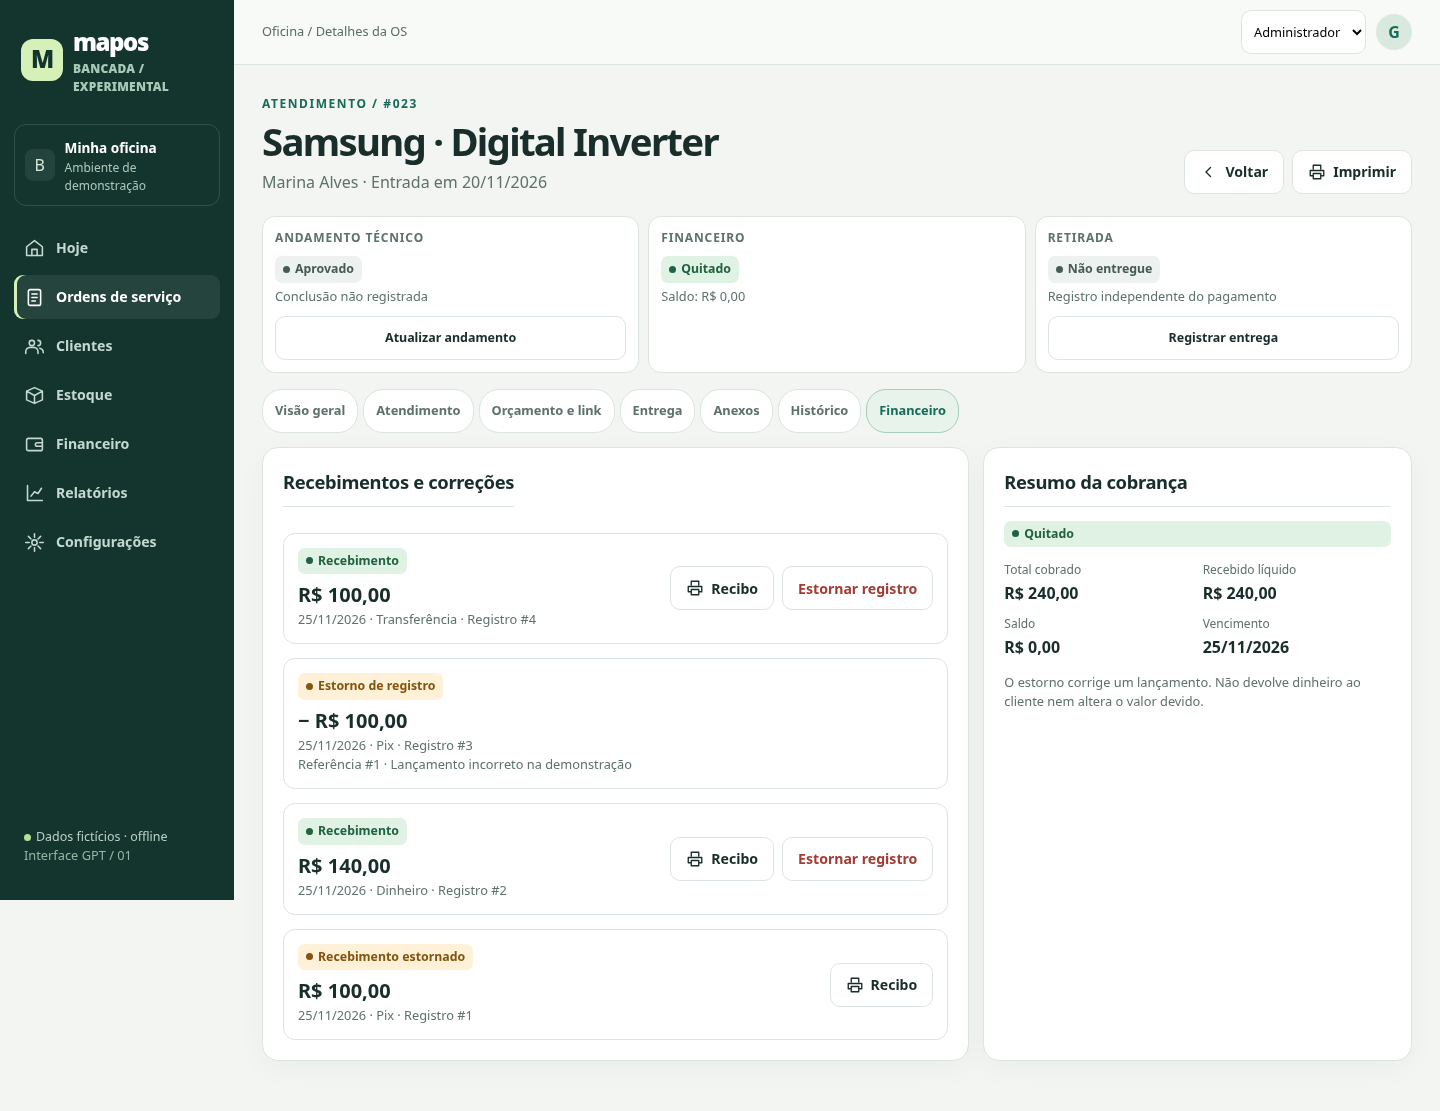 M
mapos
BANCADA /
EXPERIMENTAL
B
Minha oficina
Ambiente de
demonstração
Hoje
Ordens de serviço
Clientes
Estoque
Financeiro
Relatórios
Configurações
Dados fictícios · offline
Interface GPT / 01
Oficina / Detalhes da OS
Administrador
G
ATENDIMENTO / #023
Samsung · Digital Inverter
Marina Alves · Entrada em 20/11/2026
Voltar
Imprimir
ANDAMENTO TÉCNICO
Aprovado
Conclusão não registrada
Atualizar andamento
FINANCEIRO
Quitado
Saldo: R$ 0,00
RETIRADA
Não entregue
Registro independente do pagamento
Registrar entrega
Visão geral
Atendimento
Orçamento e link
Entrega
Anexos
Histórico
Financeiro
Recebimentos e correções
Recebimento
R$ 100,00
25/11/2026 · Transferência · Registro #4
Recibo
Estornar registro
Estorno de registro
− R$ 100,00
25/11/2026 · Pix · Registro #3
Referência #1 · Lançamento incorreto na demonstração
Recebimento
R$ 140,00
25/11/2026 · Dinheiro · Registro #2
Recibo
Estornar registro
Recebimento estornado
R$ 100,00
25/11/2026 · Pix · Registro #1
Recibo
Resumo da cobrança
Quitado
Total cobrado
R$ 240,00
Recebido líquido
R$ 240,00
Saldo
R$ 0,00
Vencimento
25/11/2026
O estorno corrige um lançamento. Não devolve dinheiro ao
cliente nem altera o valor devido.